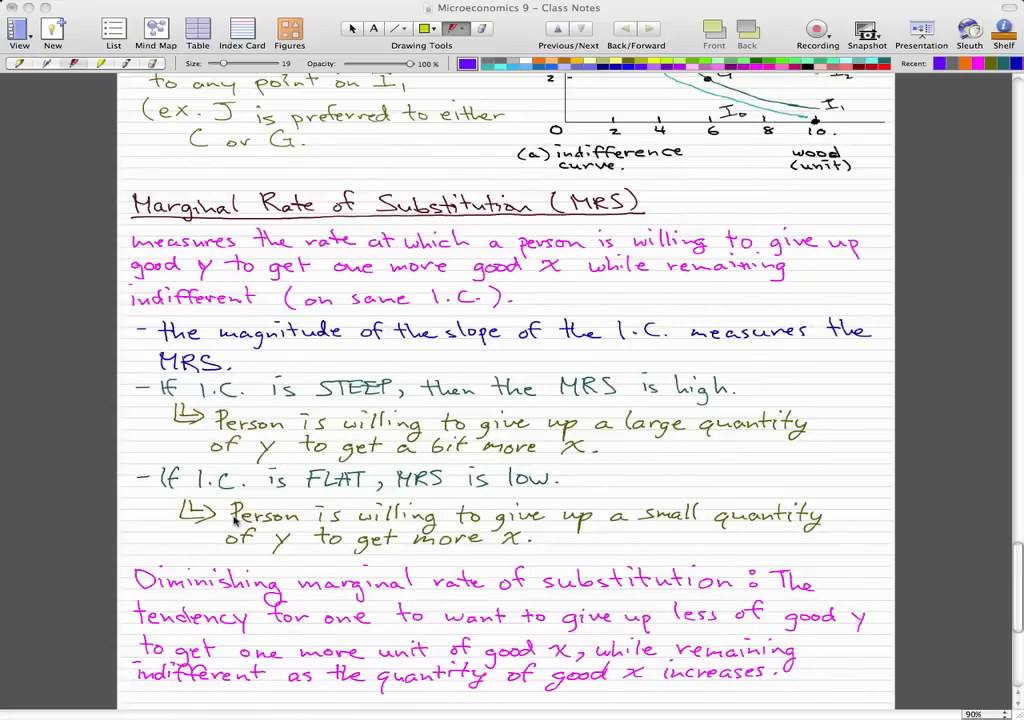 Microeconomics 9 - Class Notes
View New List Mind Map Table Index Card Figures Drawing Tools Previous/Next Back/Forward Front Back Recording Snapshot Presentation Sleuth Shelf
Size: 19 Opacity: 100 % Recent:
to any point on I1
(ex. J is preferred to either
C or G.
2
I2
I1
I0
0 2 4 6 8 10.
(a) indifference curve.
wood (unit)
Marginal Rate of Substitution (MRS)
measures the rate at which a person is willing to give up
good y to get one more good x while remaining
indifferent (on same I.C.).
- the magnitude of the slope of the I.C. measures the
MRS.
- If I.C. is STEEP, then the MRS is high.
Person is willing to give up a large quantity
of y to get a bit more x.
- If I.C. is FLAT, MRS is low.
Person is willing to give up a small quantity
of y to get more x.
Diminishing marginal rate of substitution : The
tendency for one to want to give up less of good y
to get one more unit of good x, while remaining
indifferent as the quantity of good x increases.
90%